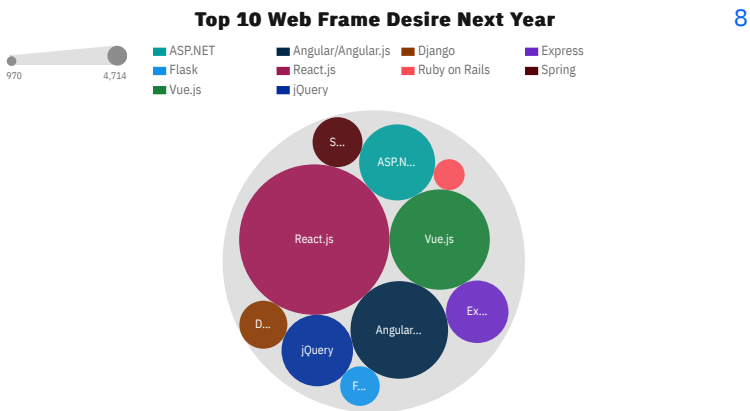 Top 10 Web Frame Desire Next Year
8
970
4,714
ASP.NET
Angular/Angular.js
Django
Express
Flask
React.js
Ruby on Rails
Spring
Vue.js
jQuery
S...
ASP.N...
React.js
Vue.js
Ex...
D...
jQuery
Angular...
F...